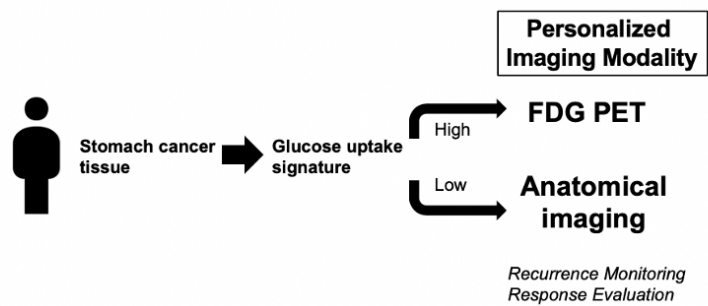 Personalized
Imaging Modality
Stomach cancer
tissue
Glucose uptake
signature
High
FDG PET
Low
Anatomical
imaging
Recurrence Monitoring
Response Evaluation